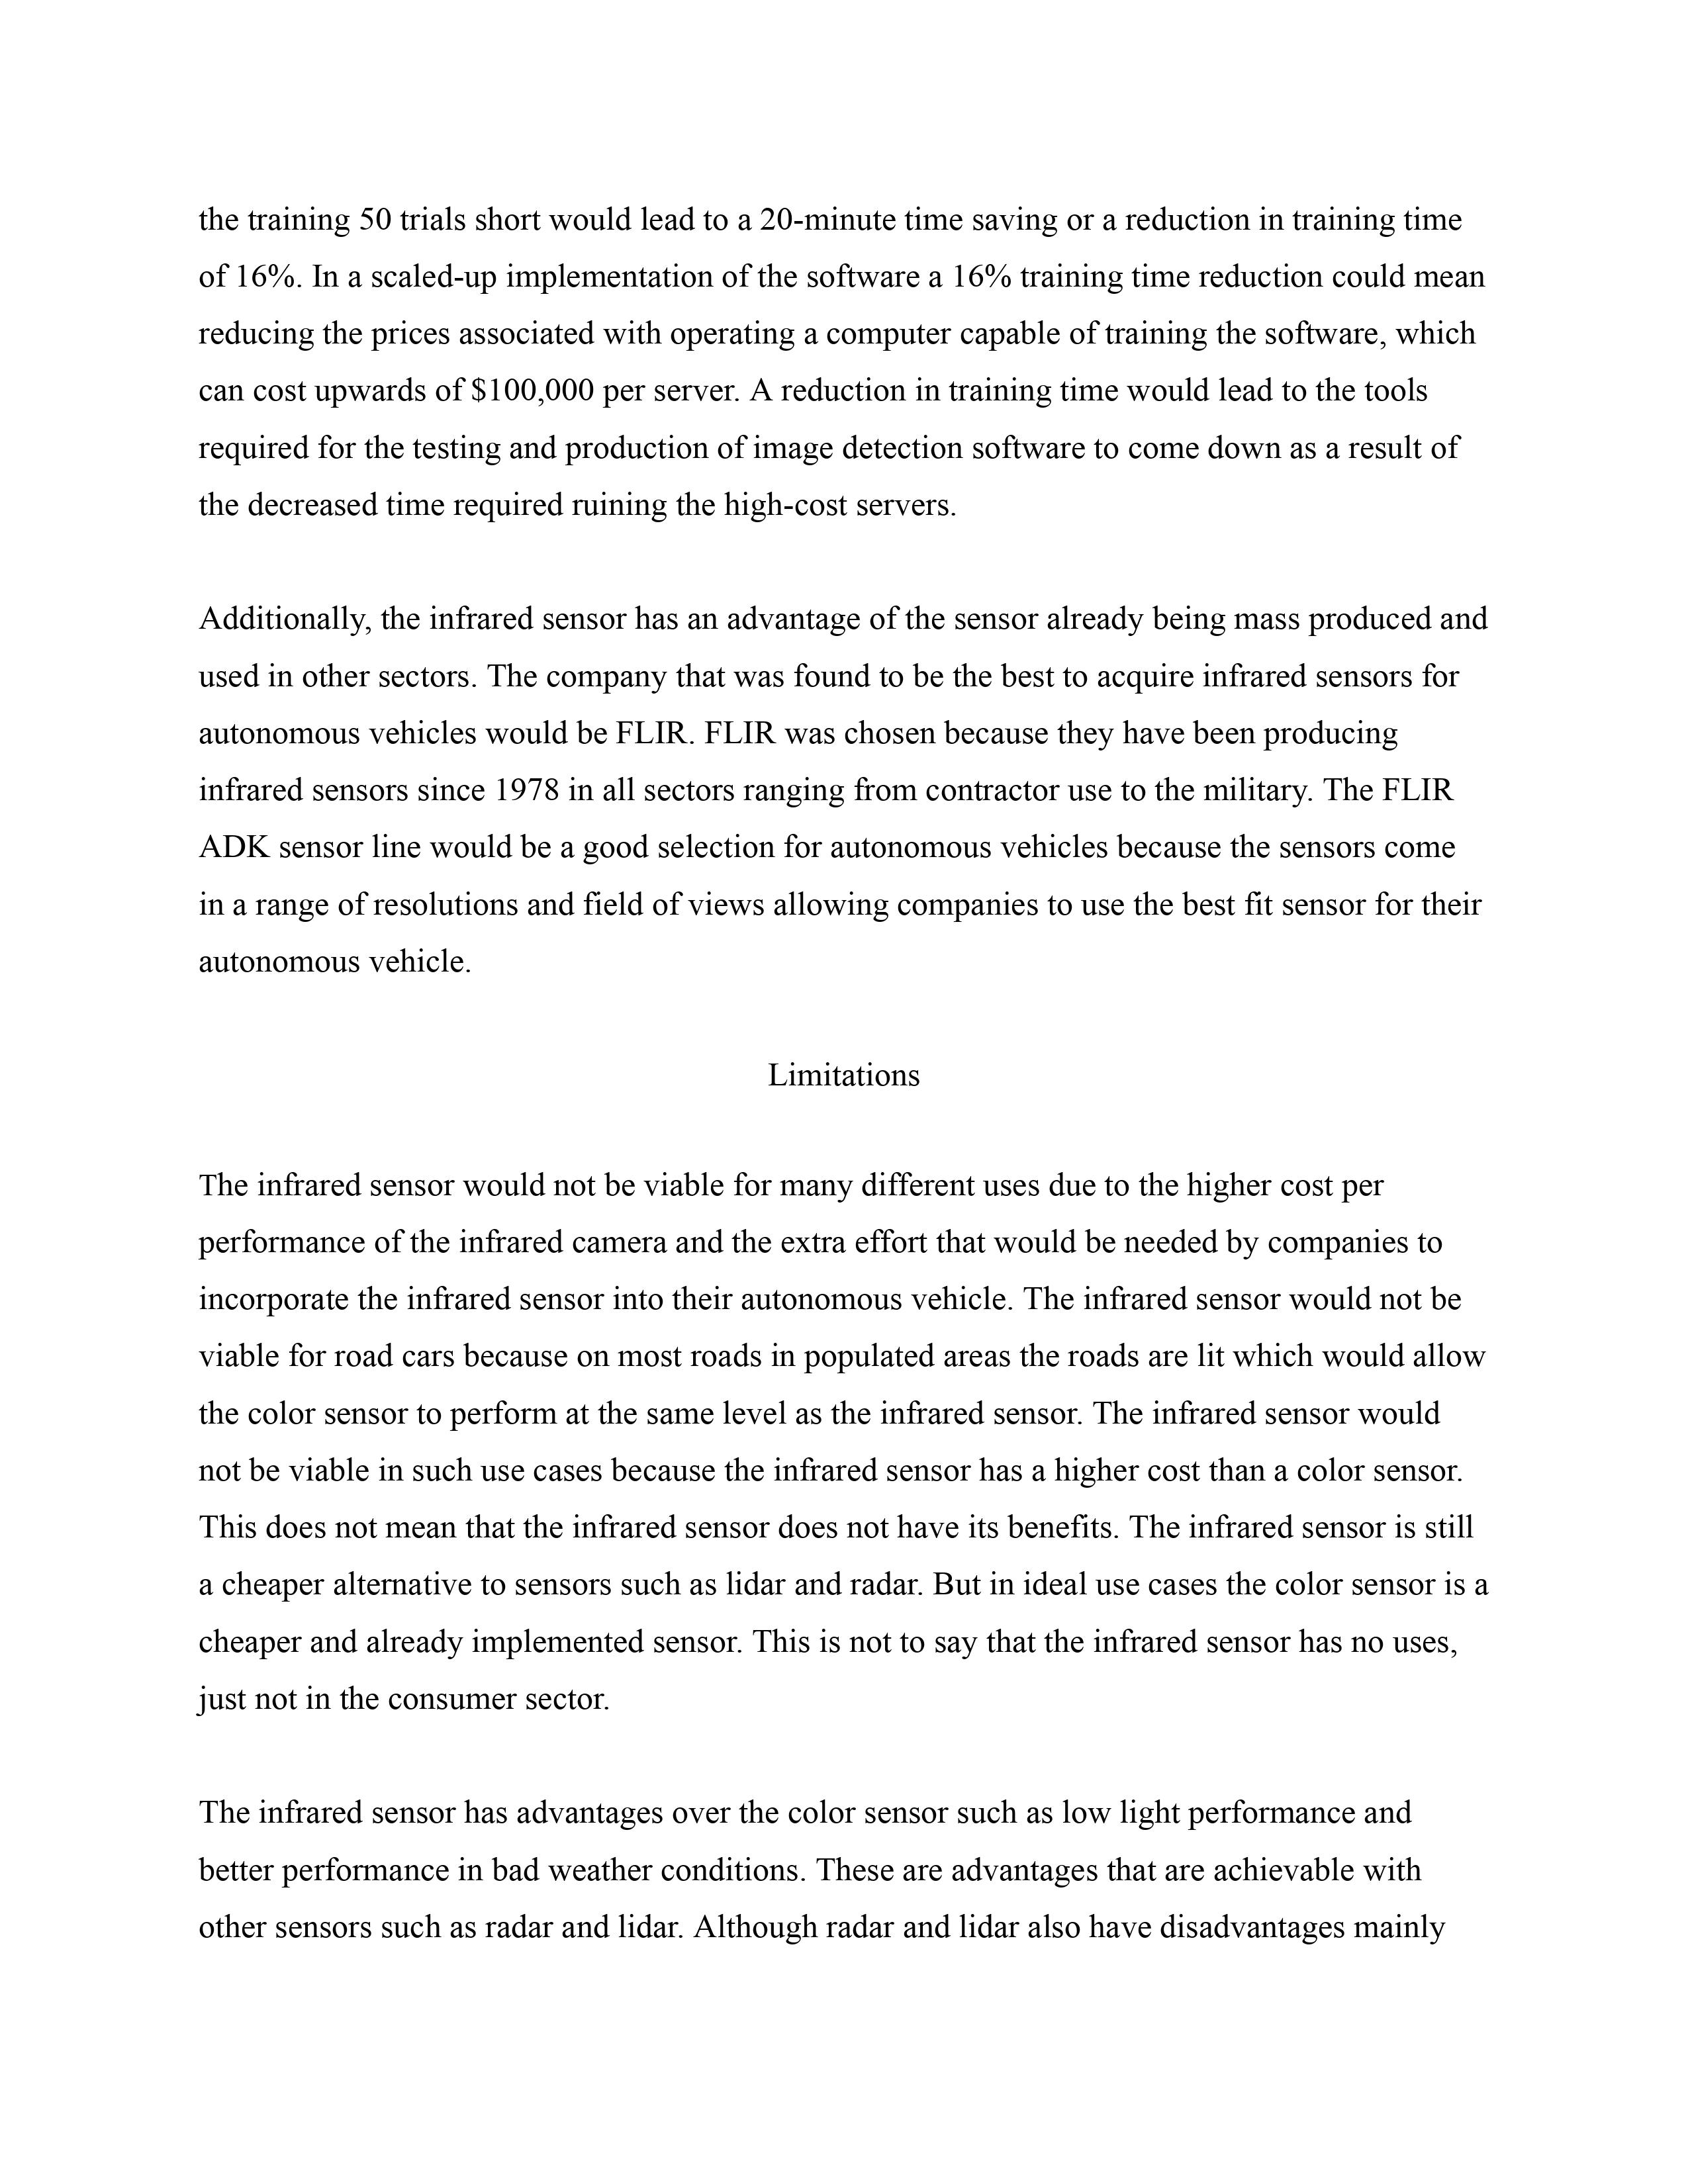 the training 50 trials short would lead to a 20-minute time saving or a reduction in training time
of 16%. In a scaled-up implementation of the software a 16% training time reduction could mean
reducing the prices associated with operating a computer capable of training the software, which
can cost upwards of $100,000 per server. A reduction in training time would lead to the tools
required for the testing and production of image detection software to come down as a result of
the decreased time required ruining the high-cost servers.
Additionally, the infrared sensor has an advantage of the sensor already being mass produced and
used in other sectors. The company that was found to be the best to acquire infrared sensors for
autonomous vehicles would be FLIR. FLIR was chosen because they have been producing
infrared sensors since 1978 in all sectors ranging from contractor use to the military. The FLIR
ADK sensor line would be a good selection for autonomous vehicles because the sensors come
in a range of resolutions and field of views allowing companies to use the best fit sensor for their
autonomous vehicle.
Limitations
The infrared sensor would not be viable for many different uses due to the higher cost per
performance of the infrared camera and the extra effort that would be needed by companies to
incorporate the infrared sensor into their autonomous vehicle. The infrared sensor would not be
viable for road cars because on most roads in populated areas the roads are lit which would allow
the color sensor to perform at the same level as the infrared sensor. The infrared sensor would
not be viable in such use cases because the infrared sensor has a higher cost than a color sensor.
This does not mean that the infrared sensor does not have its benefits. The infrared sensor is still
a cheaper alternative to sensors such as lidar and radar. But in ideal use cases the color sensor is a
cheaper and already implemented sensor. This is not to say that the infrared sensor has no uses,
just not in the consumer sector.
The infrared sensor has advantages over the color sensor such as low light performance and
better performance in bad weather conditions. These are advantages that are achievable with
other sensors such as radar and lidar. Although radar and lidar also have disadvantages mainly